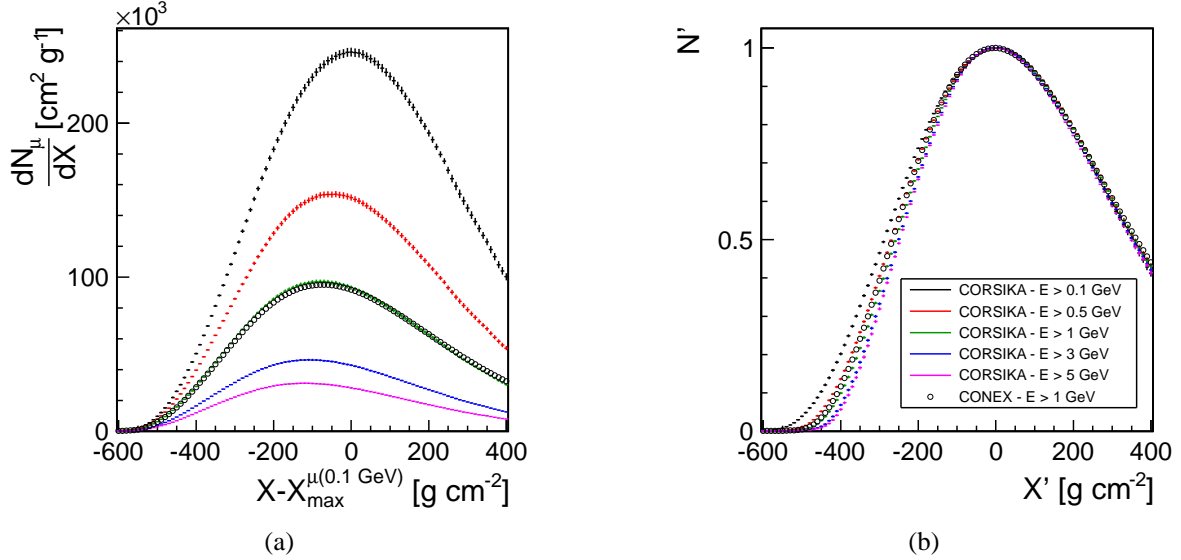 ×10³
dN_μ/dX [cm² g⁻¹]
200
100
0
-600 -400 -200 0 200 400
X-X_max^μ(0.1 GeV) [g cm⁻²]
(a)
N'
1
0.5
0
CORSIKA - E > 0.1 GeV
CORSIKA - E > 0.5 GeV
CORSIKA - E > 1 GeV
CORSIKA - E > 3 GeV
CORSIKA - E > 5 GeV
CONEX - E > 1 GeV
-600 -400 -200 0 200 400
X' [g cm⁻²]
(b)